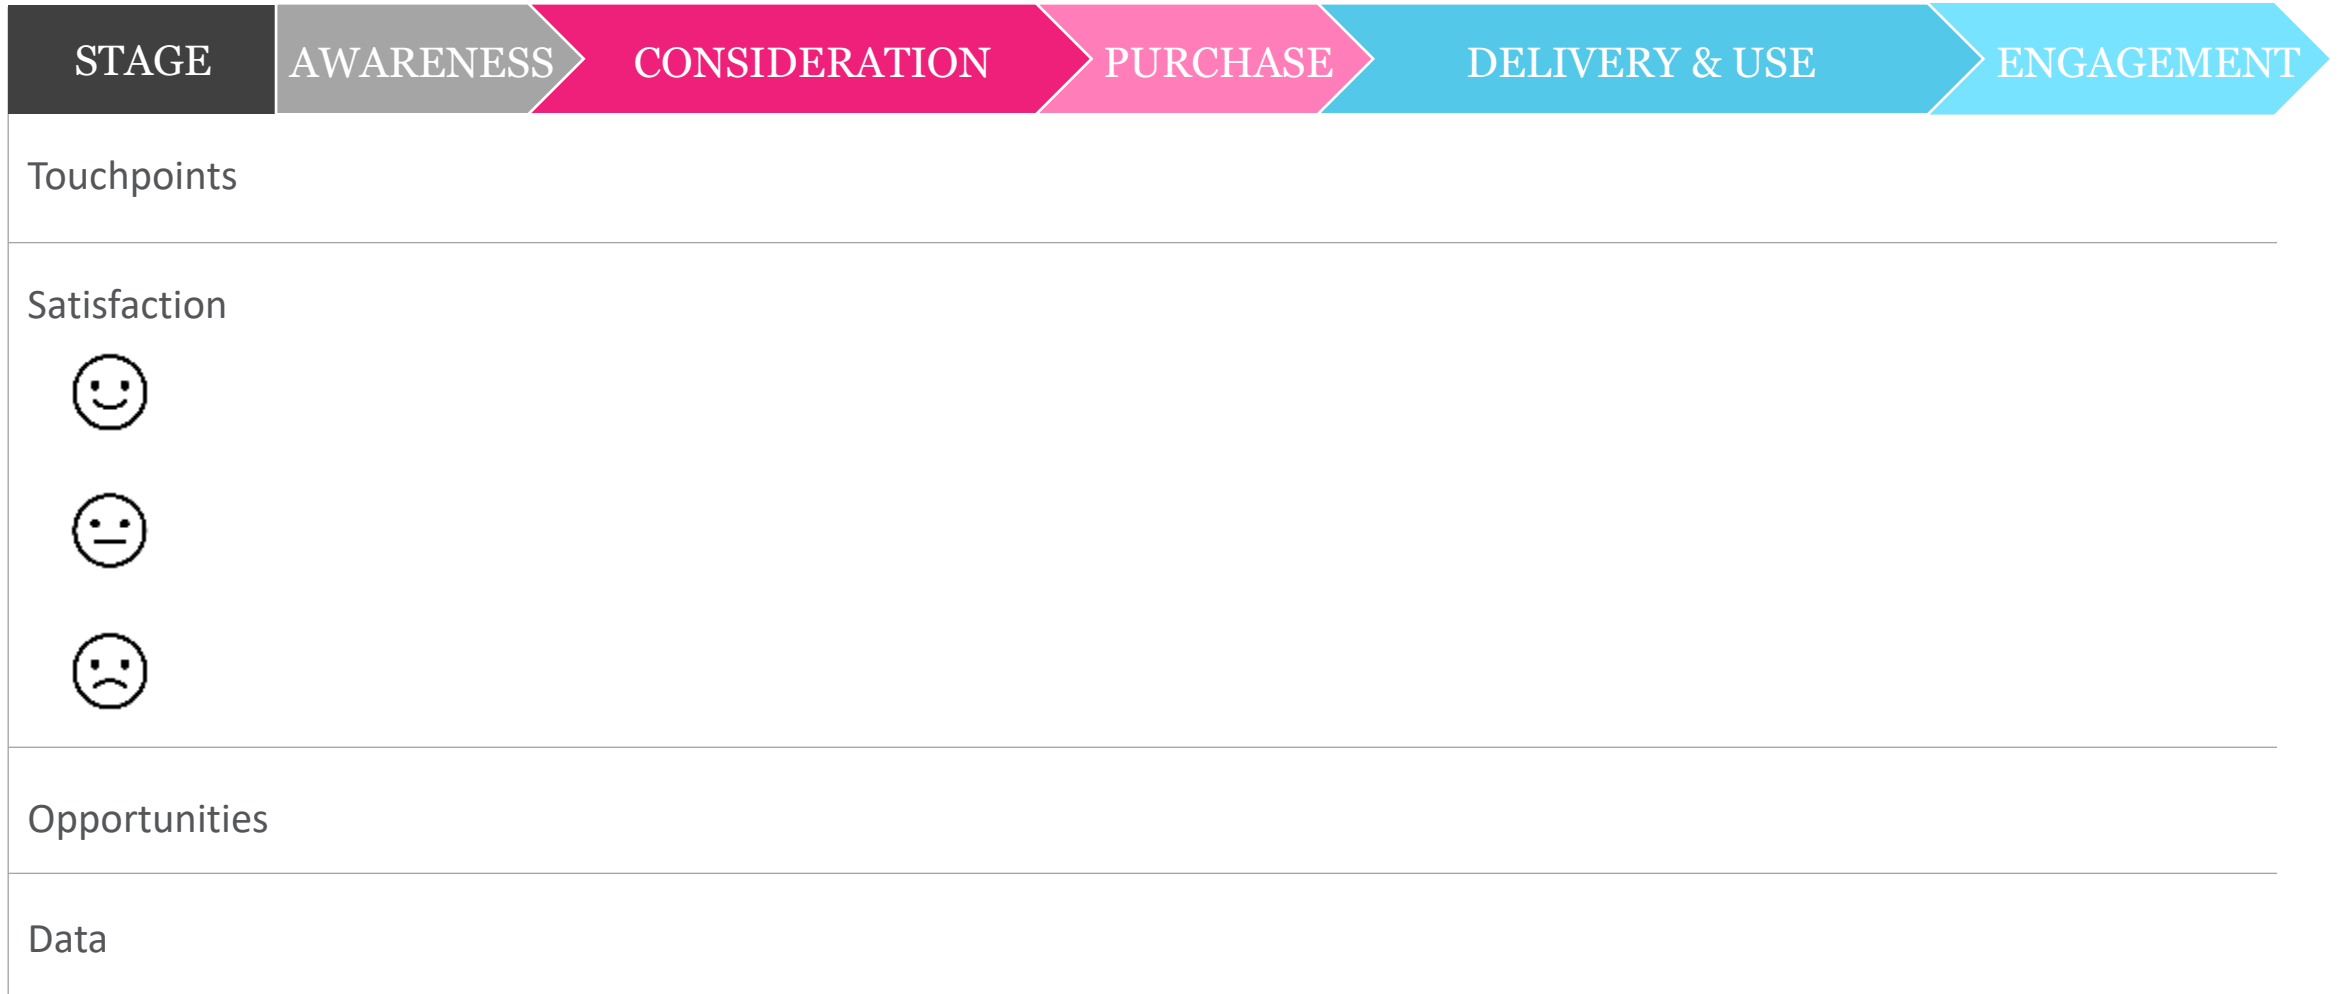 STAGE
AWARENESS
CONSIDERATION
PURCHASE
DELIVERY & USE
ENGAGEMENT
Touchpoints
Satisfaction
Opportunities
Data